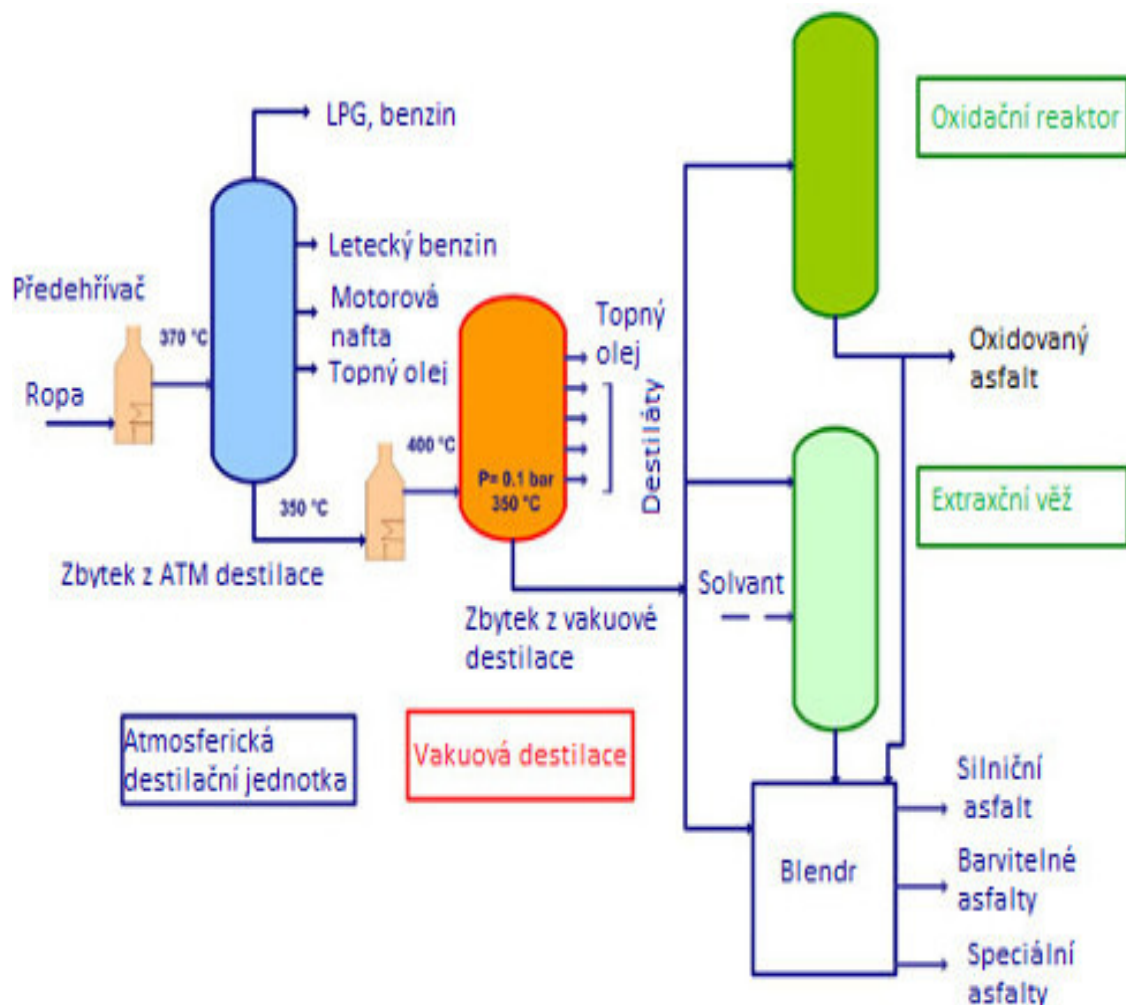 LPG, benzin
Oxidační reaktor
Letecký benzin
Předehřívač
370 °C
Motorová
nafta
Topný olej
Ropa
Topný
olej
Destiláty
400 °C
P= 0.1 bar
350 °C
350 °C
Zbytek z ATM destilace
Zbytek z vakuové
destilace
Oxidovaný
asfalt
Extraxční věž
Solvant
Atmosferická
destilační jednotka
Vakuová destilace
Blendr
Silniční
asfalt
Barvitelné
asfalty
Speciální
asfalty